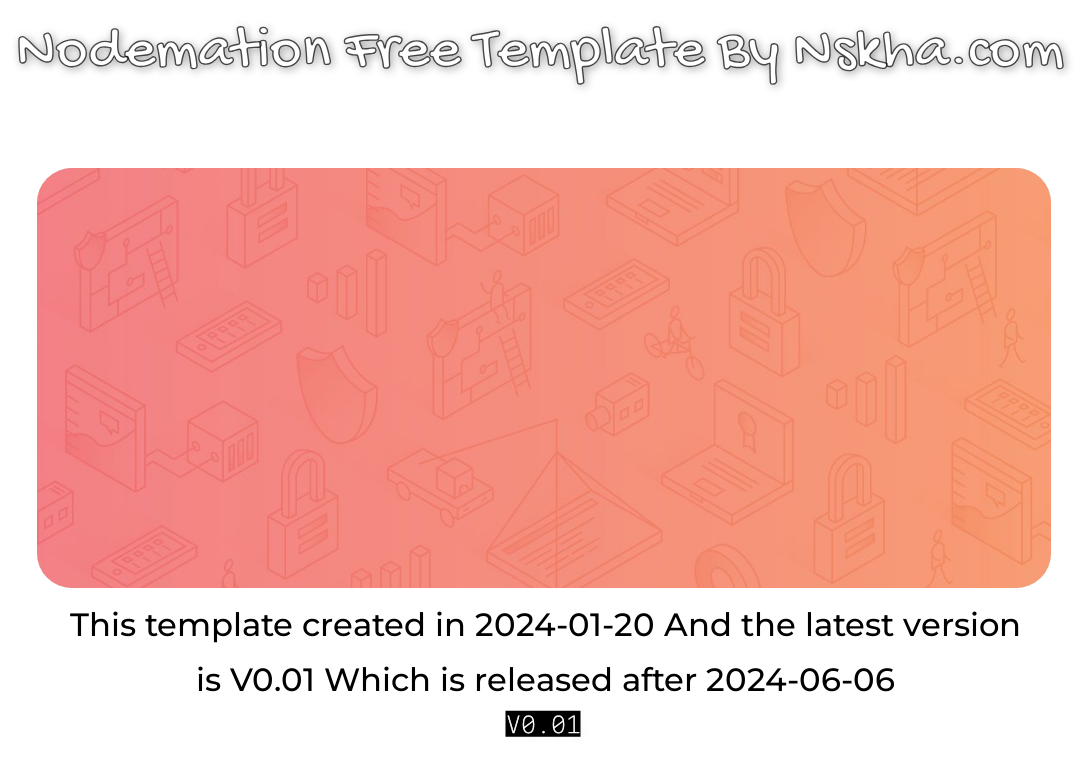 Nodemation Free Template By Nskha.com
This template created in 2024-01-20 And the latest version
is V0.01 Which is released after 2024-06-06
V0.01